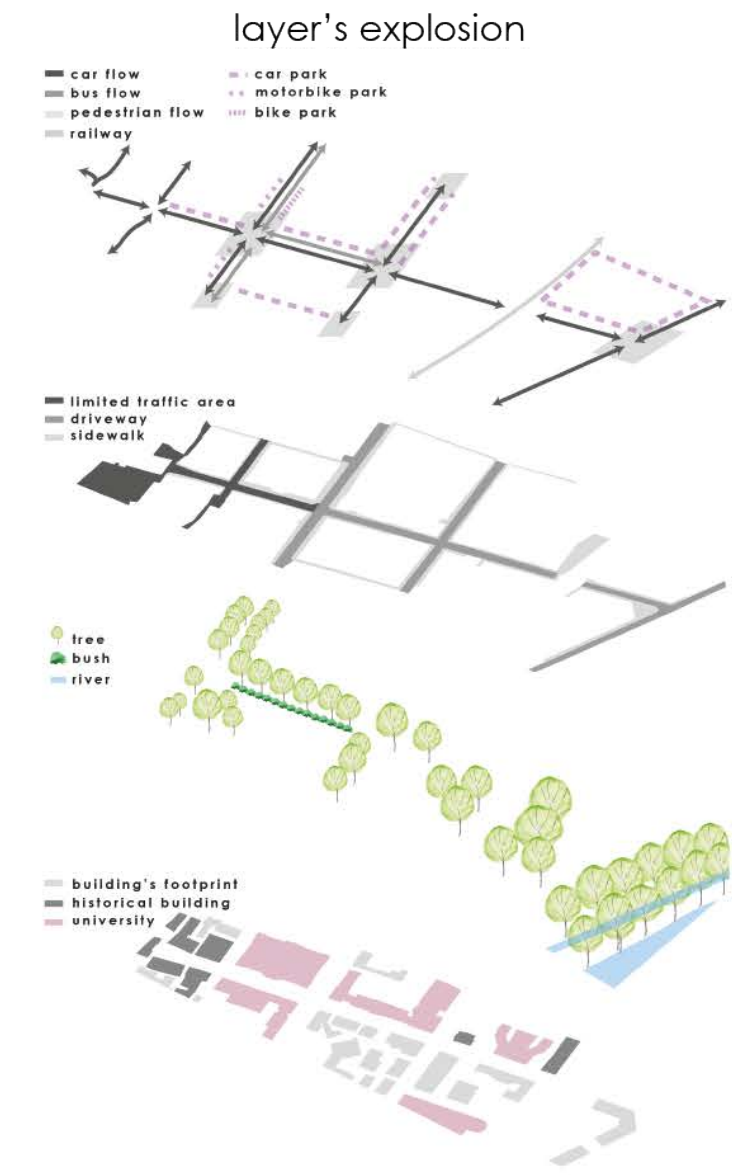 layer's explosion
car flow
car park
bus flow
motorbike park
pedestrian flow
bike park
railway
limited traffic area
driveway
sidewalk
tree
bush
river
building's footprint
historical building
university